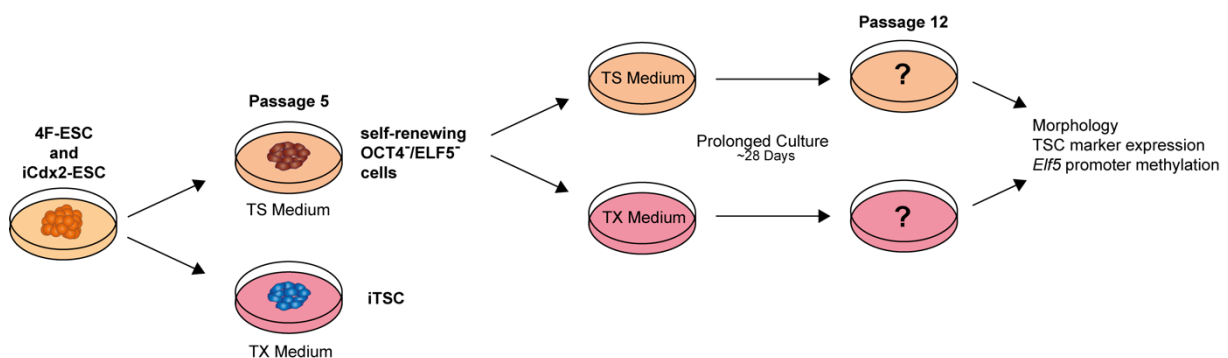 4F-ESC
and
iCdx2-ESC
Passage 5
TS Medium
self-renewing
OCT4⁻/ELF5⁻
cells
iTSC
TX Medium
TS Medium
TX Medium
Prolonged Culture
~28 Days
Passage 12
?
?
Morphology
TSC marker expression
Elf5 promoter methylation